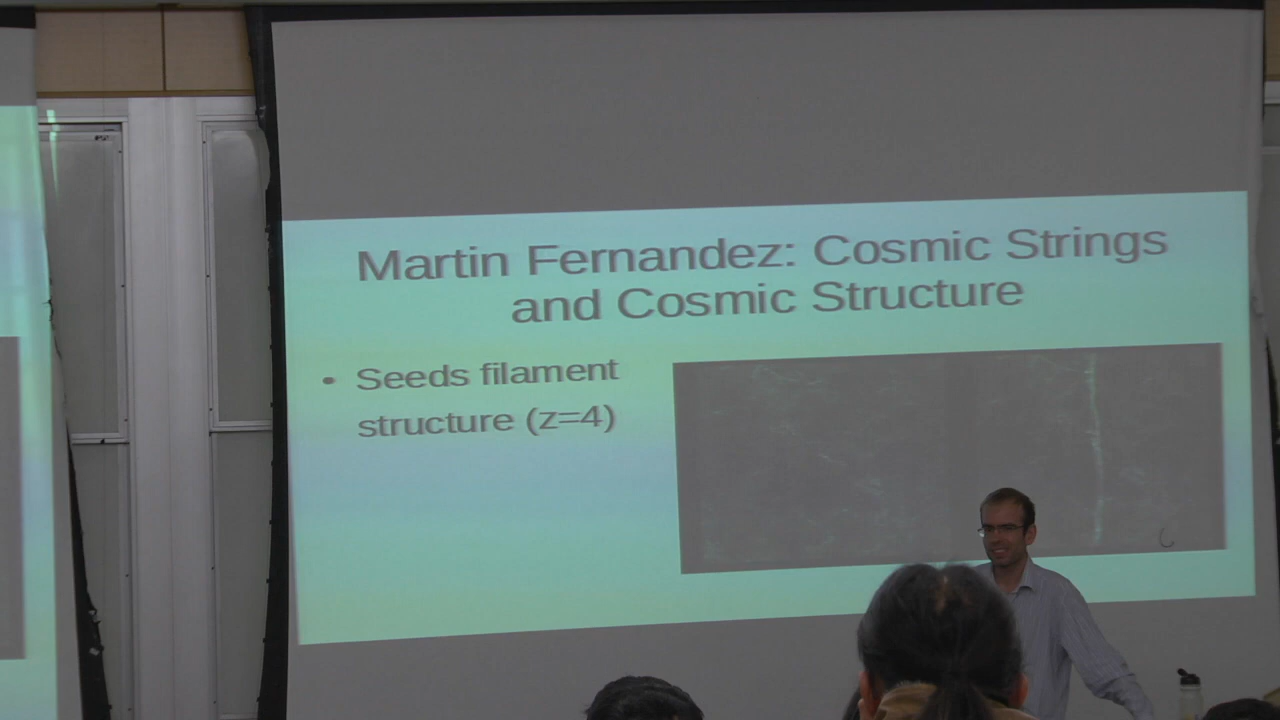 Martin Fernandez: Cosmic Strings
and Cosmic Structure
• Seeds filament
structure (z=4)